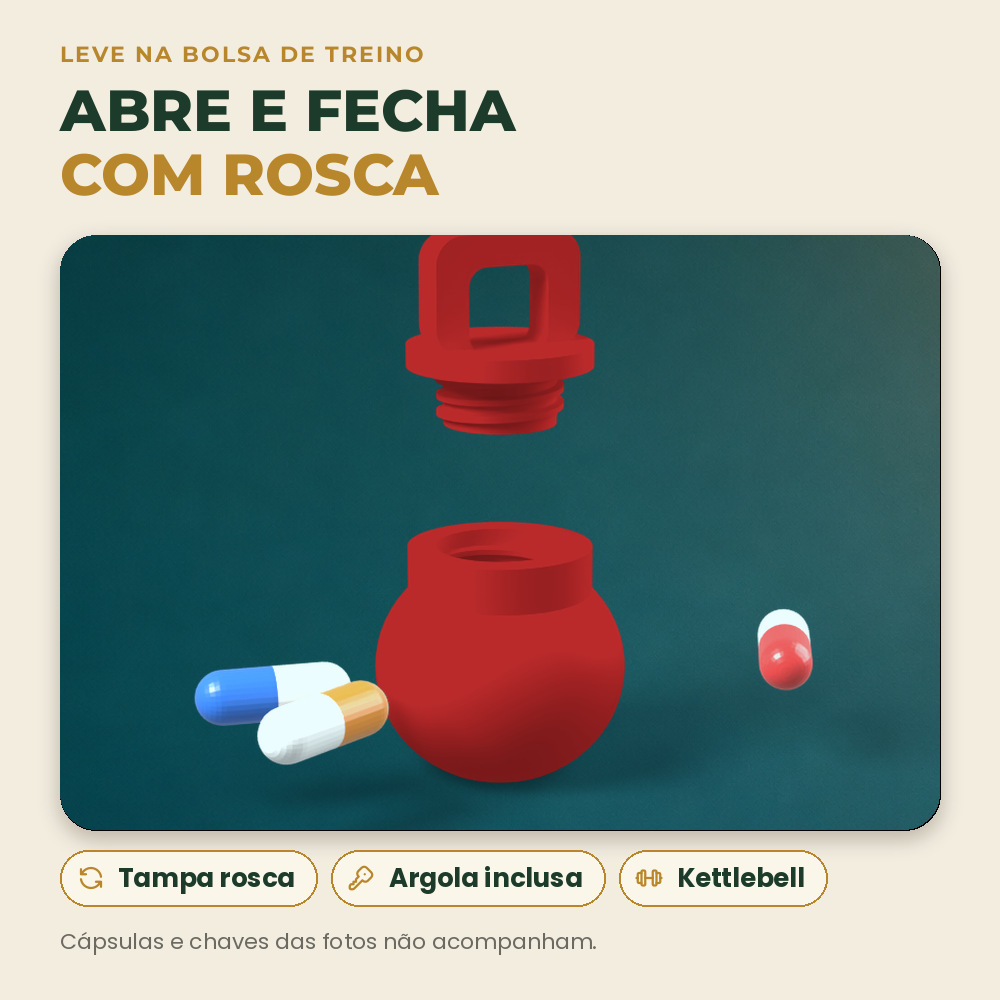 LEVE NA BOLSA DE TREINO
ABRE E FECHA
COM ROSCA
Tampa rosca
Argola inclusa
Kettlebell
Cápsulas e chaves das fotos não acompanham.